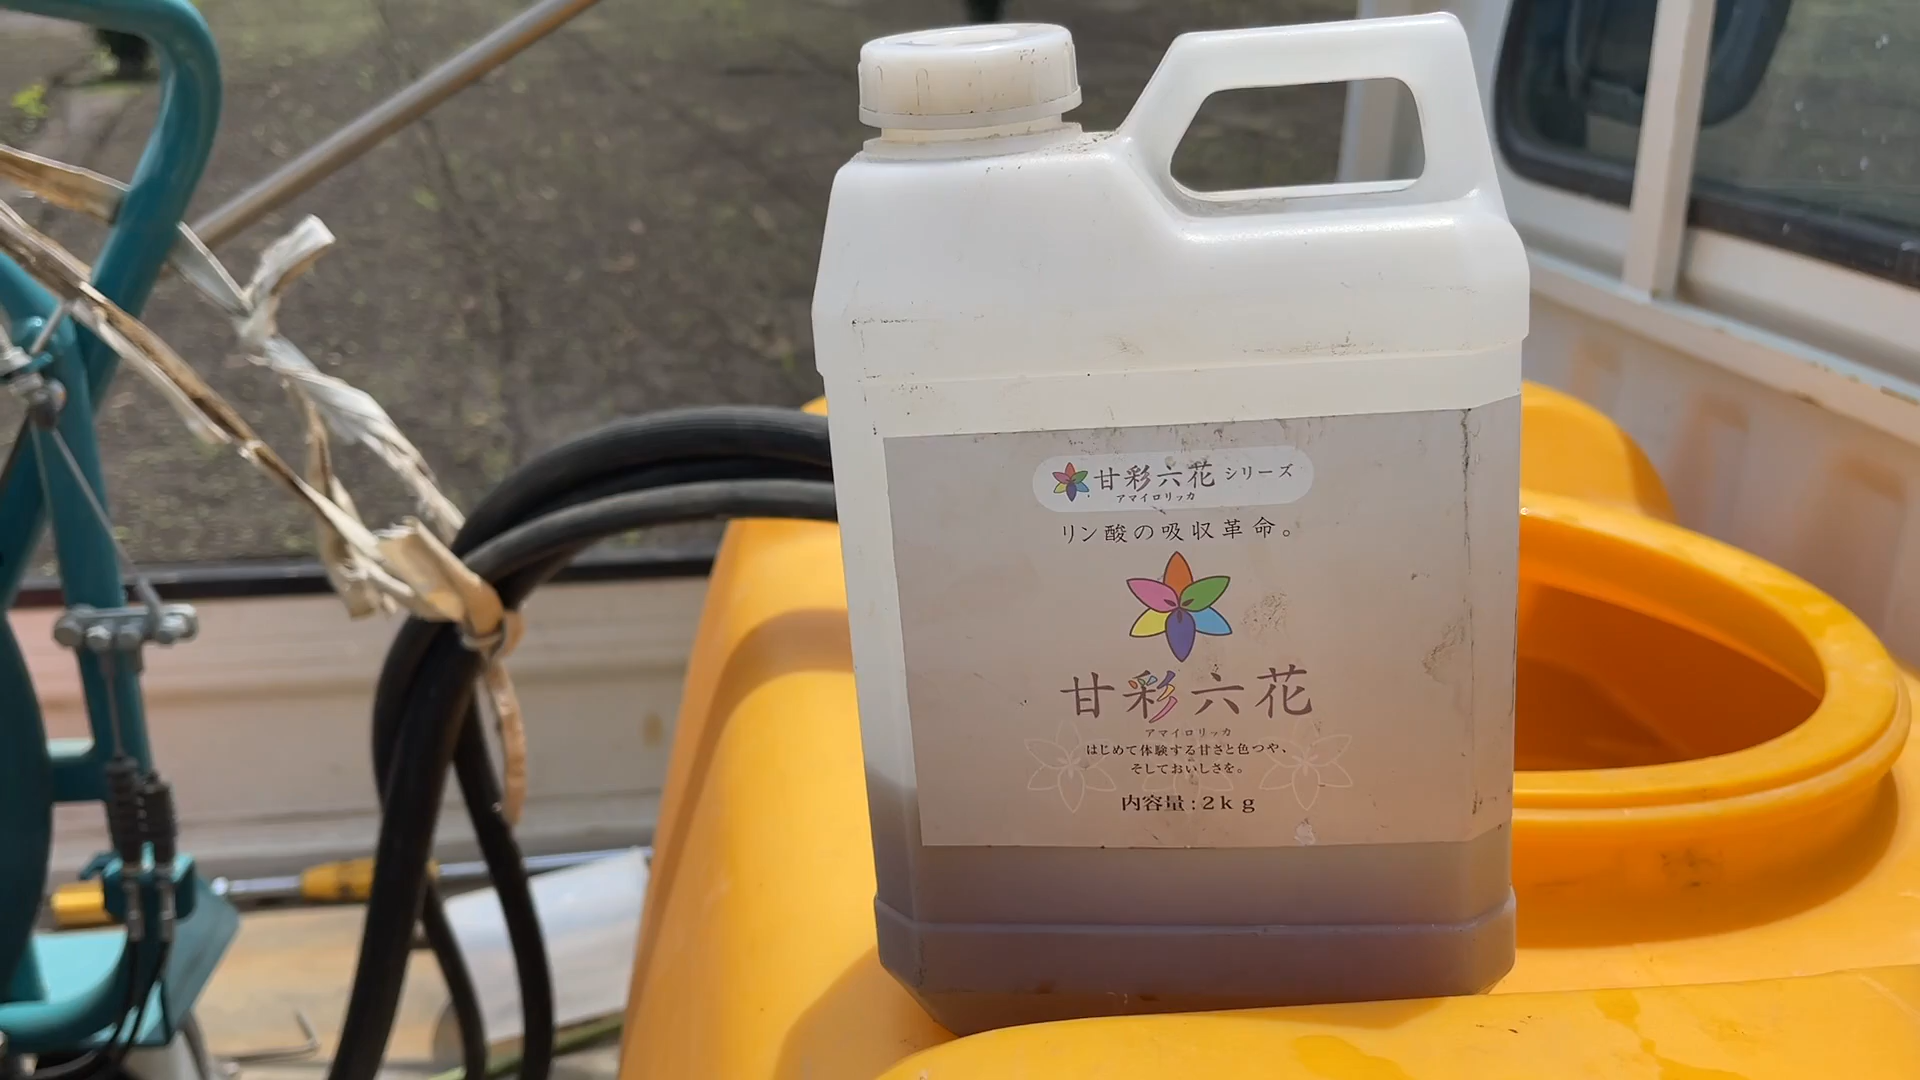 甘彩六花 シリーズ
アマイロリッカ
リン酸の吸収革命。
甘彩六花
アマイロリッカ
はじめて体験する甘さと色つや、
そしておいしさを。
内容量:2kg